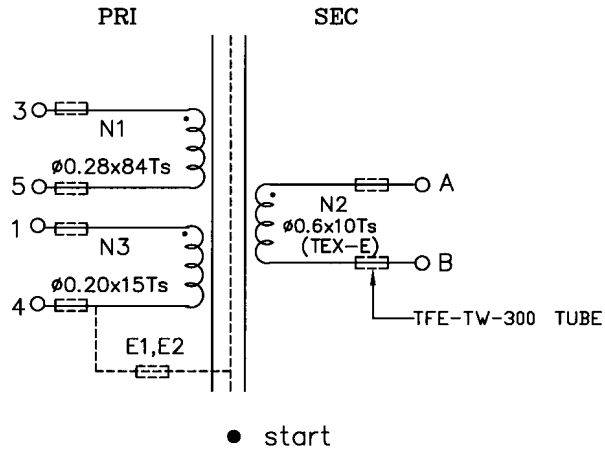 PRI
SEC
3
N1
ø0.28x84Ts
5
1
N3
ø0.20x15Ts
4
E1,E2
A
N2
ø0.6x10Ts
(TEX-E)
B
TFE-TW-300 TUBE
● start